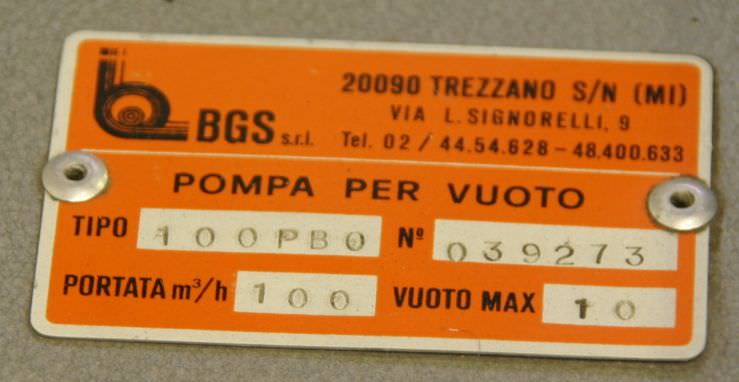 20090 TREZZANO S/N (MI)
VIA L. SIGNORELLI, 9
BGS s.r.l. Tel. 02 / 44.54.628 - 48.400.633
POMPA PER VUOTO
TIPO 100PB0 Nº 039273
PORTATA m³/h 100 VUOTO MAX 10